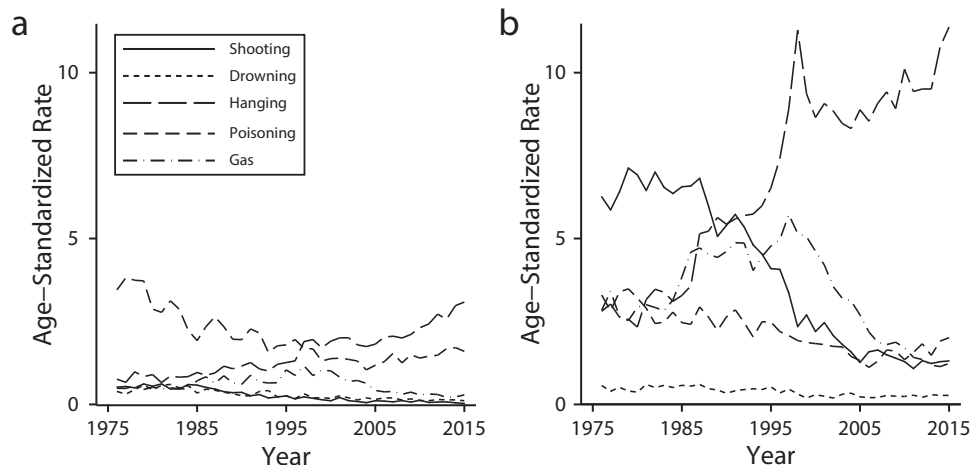 a
10
5
0
Age–Standardized Rate
Shooting
Drowning
Hanging
Poisoning
Gas
1975 1985 1995 2005 2015
Year
b
10
5
0
Age–Standardized Rate
1975 1985 1995 2005 2015
Year